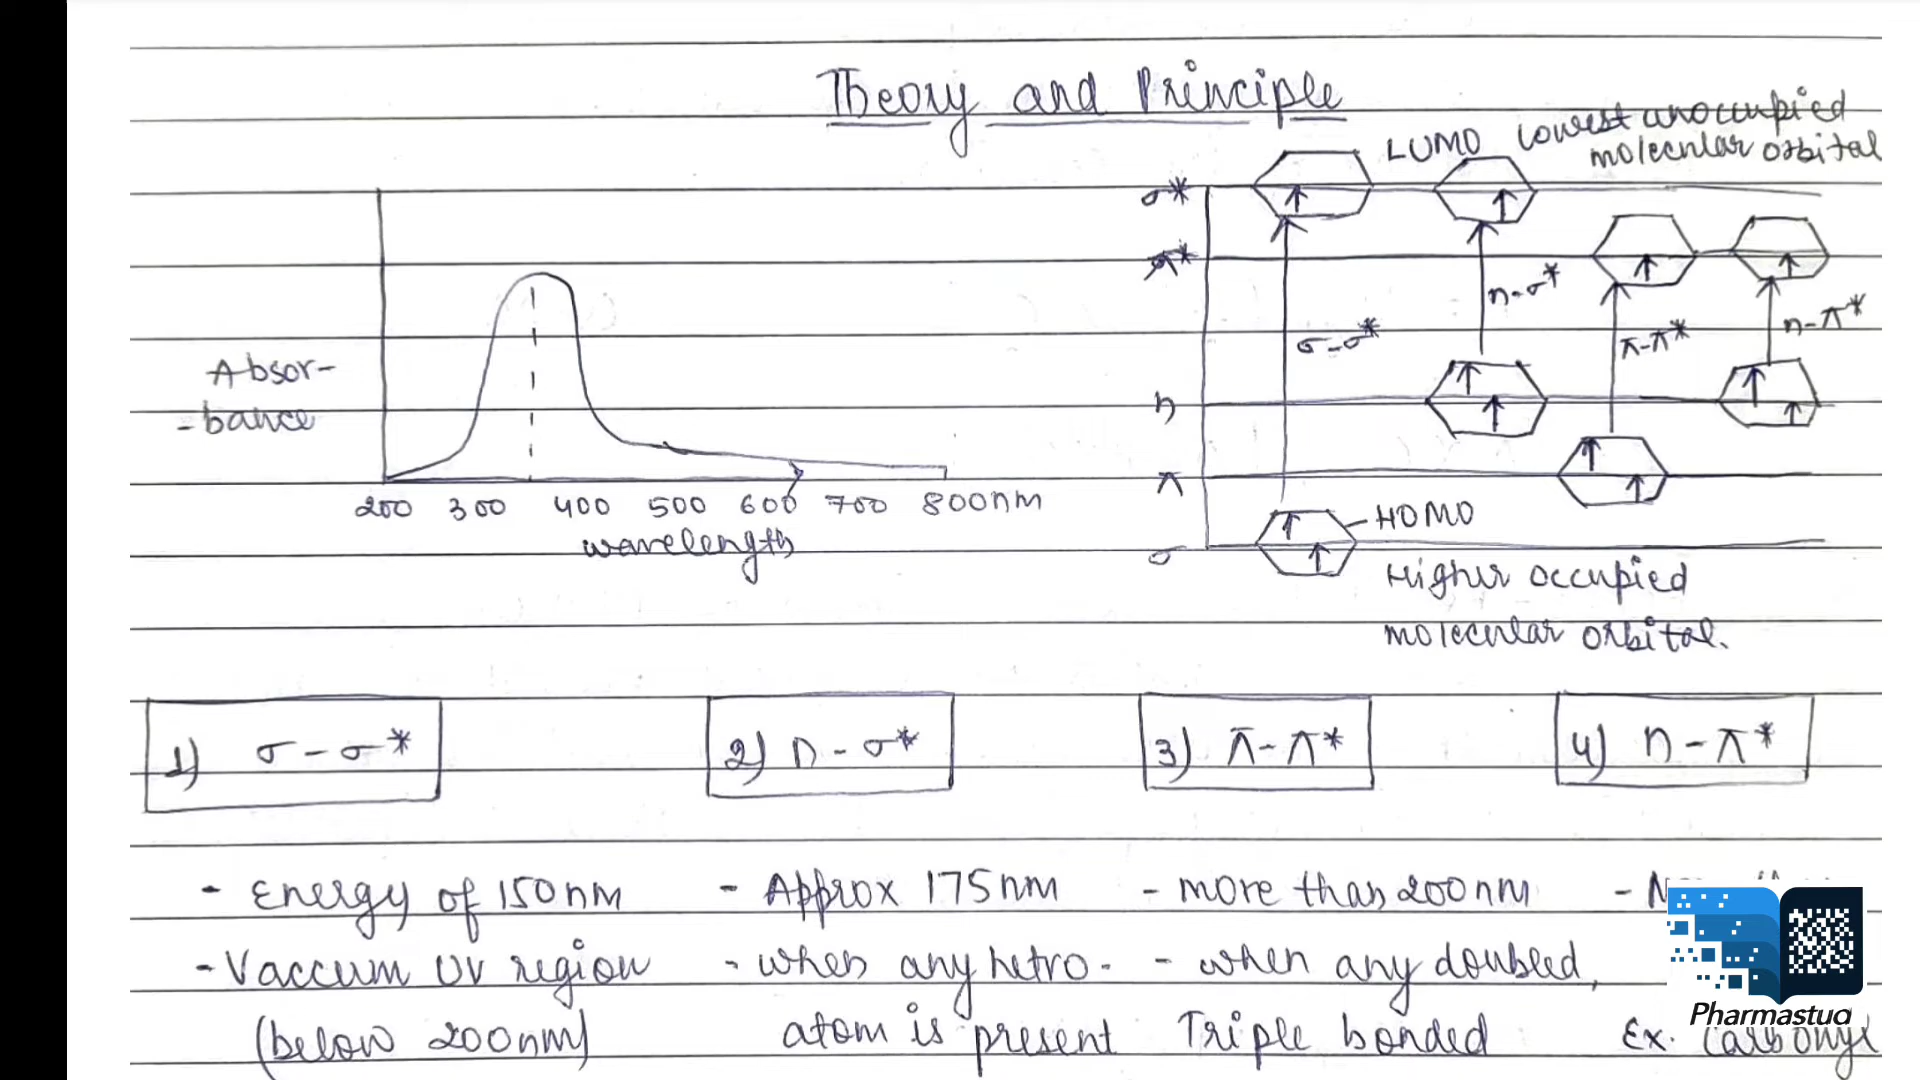 Theory and Principle
LUMO Lowest unoccupied
molecular orbital
σ*
n-σ*
n-π*
σ-σ*
π-π*
Absor-
-bance
n
π
200 300 400 500 600 700 800nm
wavelength
HOMO
σ
Higher occupied
molecular orbital.
1) σ-σ*
2) n-σ*
3) π-π*
4) n-π*
- Energy of 150nm
- Approx 175nm
- more than 200nm
- Vaccum UV region
- when any hetro-
- when any doubled,
(below 200nm)
atom is present
Triple bonded
Ex. Carbonyl
Pharmastuq